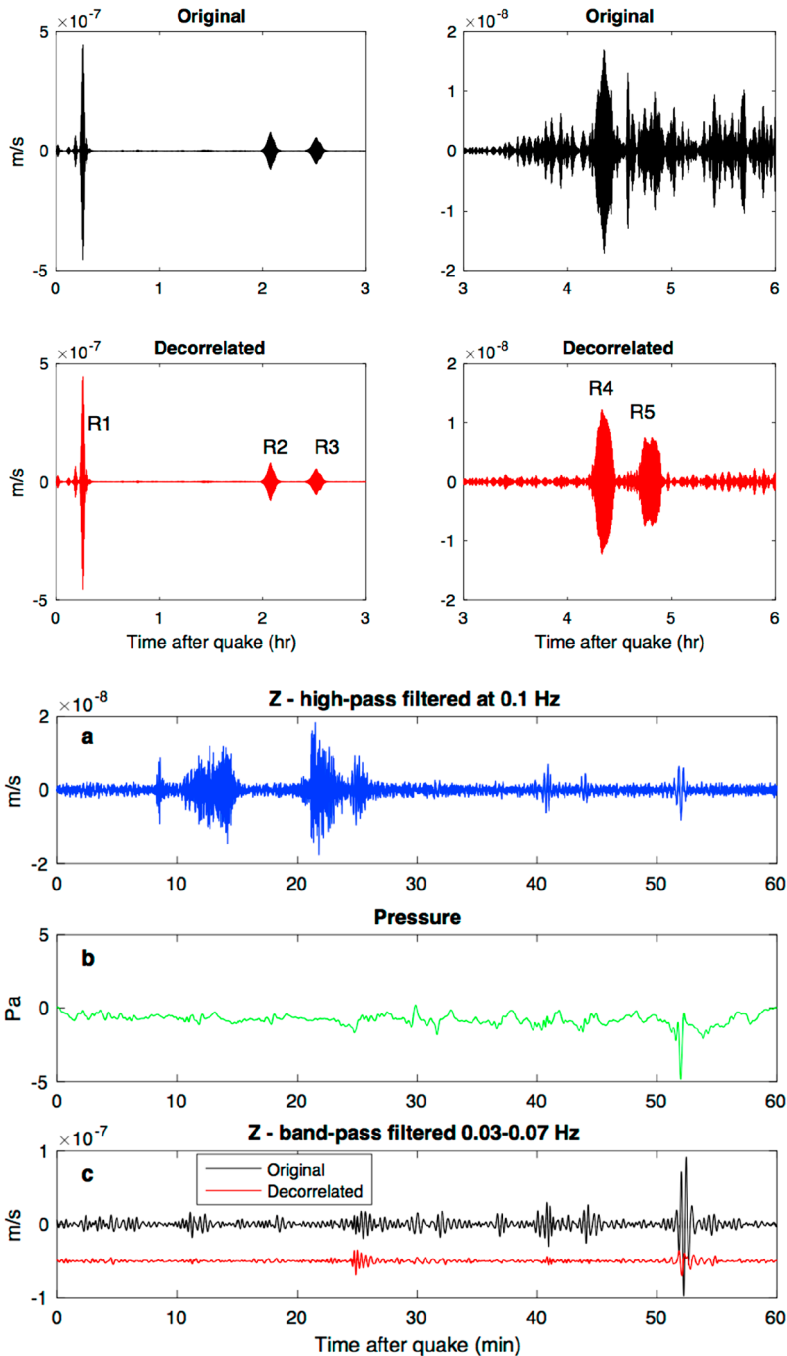 Original
×10-7
5
0
-5
m/s
0 1 2 3
Original
×10-8
2
1
0
-1
-2
3 4 5 6
Decorrelated
×10-7
5
0
-5
m/s
R1
R2
R3
0 1 2 3
Time after quake (hr)
Decorrelated
×10-8
2
1
0
-1
-2
R4
R5
3 4 5 6
Time after quake (hr)
Z - high-pass filtered at 0.1 Hz
×10-8
a
2
0
-2
m/s
0 10 20 30 40 50 60
Pressure
b
5
0
-5
Pa
0 10 20 30 40 50 60
Z - band-pass filtered 0.03-0.07 Hz
×10-7
c
1
0
-1
m/s
Original
Decorrelated
0 10 20 30 40 50 60
Time after quake (min)